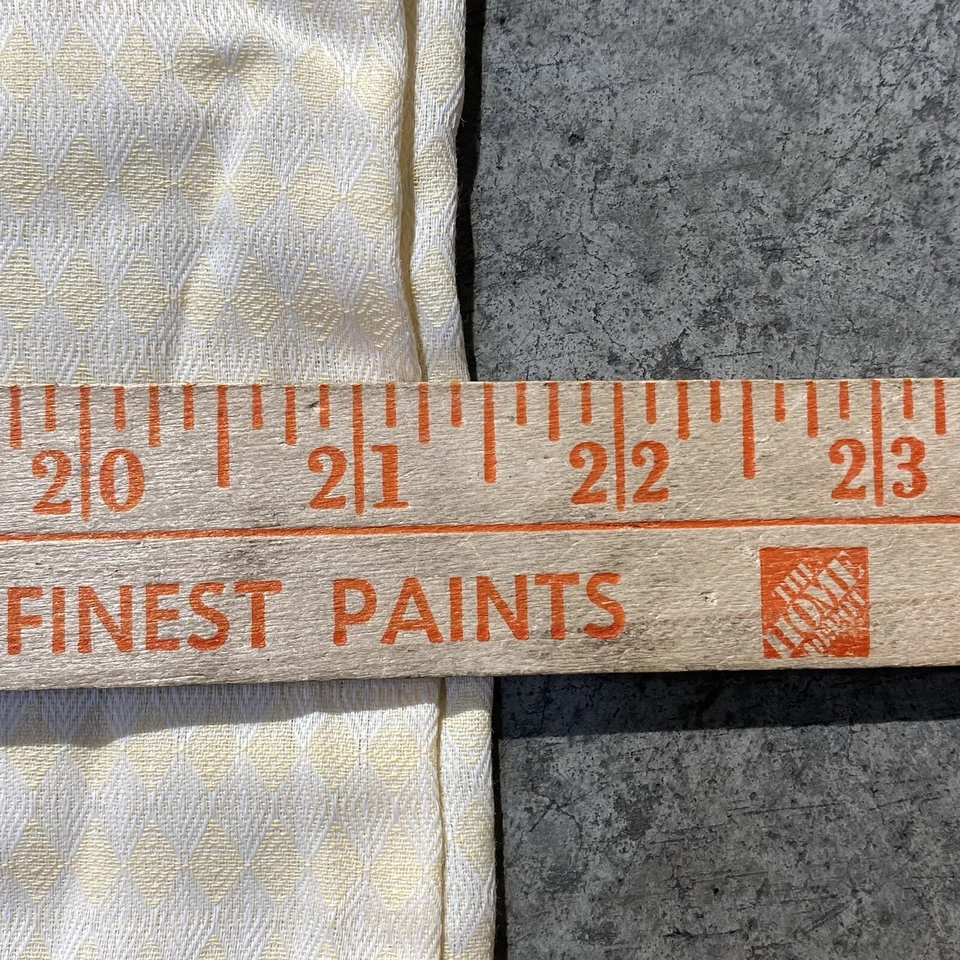 20 21 22 23
FINEST PAINTS
THE
HOME
DEPOT